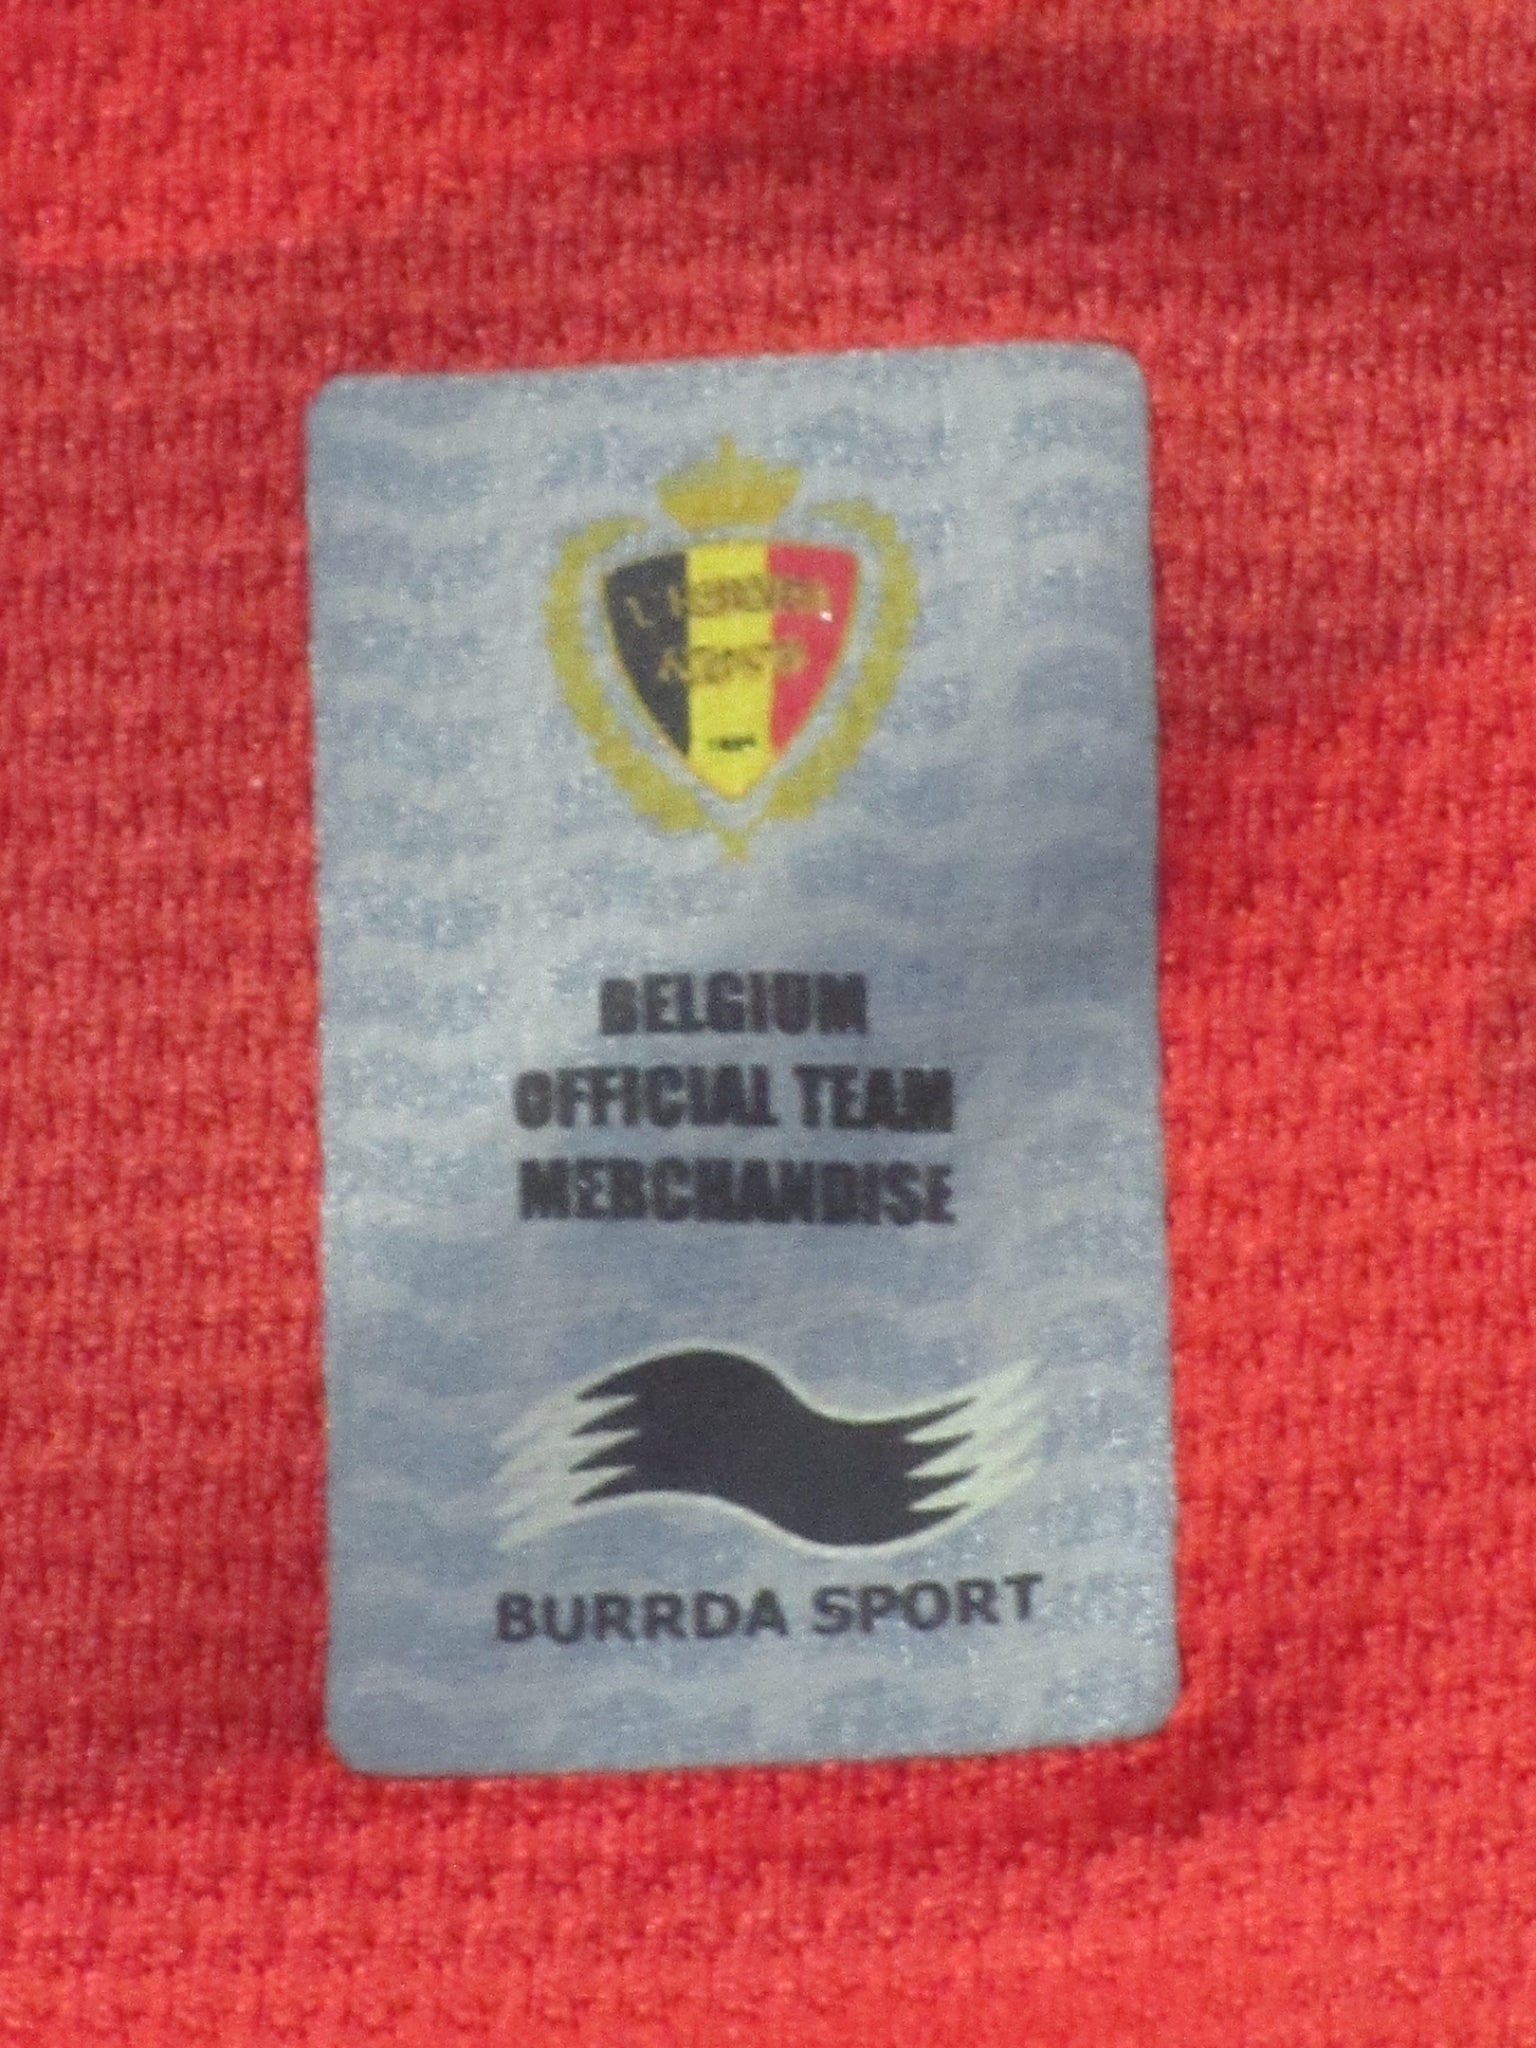 BELGIUM
OFFICIAL TEAM
MERCHANDISE
BURRDA SPORT